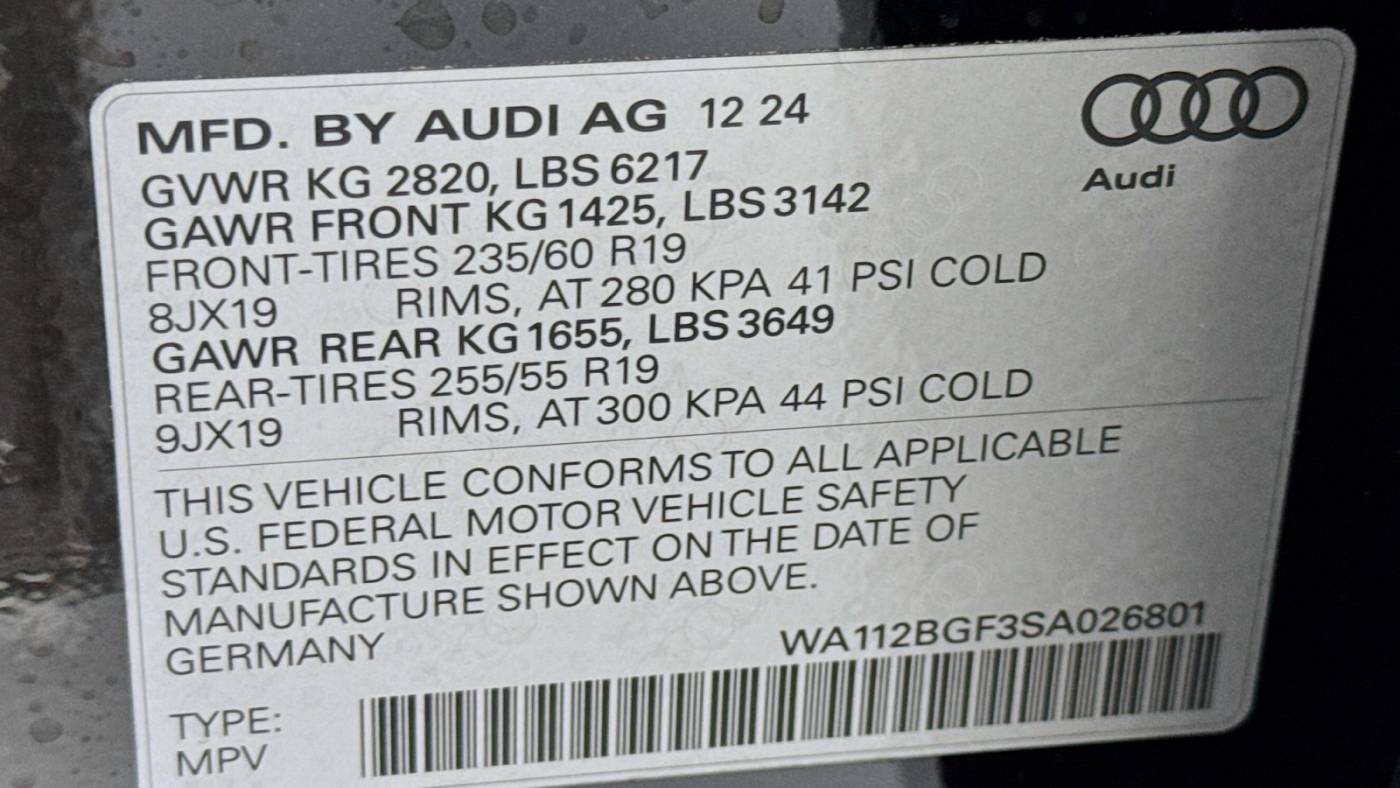 MFD. BY AUDI AG 12 24
Audi
GVWR KG 2820, LBS 6217
GAWR FRONT KG 1425, LBS 3142
FRONT-TIRES 235/60 R19
8JX19 RIMS, AT 280 KPA 41 PSI COLD
GAWR REAR KG 1655, LBS 3649
REAR-TIRES 255/55 R19
9JX19 RIMS, AT 300 KPA 44 PSI COLD
THIS VEHICLE CONFORMS TO ALL APPLICABLE
U.S. FEDERAL MOTOR VEHICLE SAFETY
STANDARDS IN EFFECT ON THE DATE OF
MANUFACTURE SHOWN ABOVE.
GERMANY
WA112BGF3SA026801
TYPE:
MPV